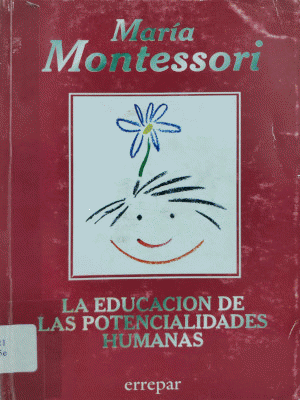 María
Montessori
LA EDUCACION DE
LAS POTENCIALIDADES
HUMANAS
errepar